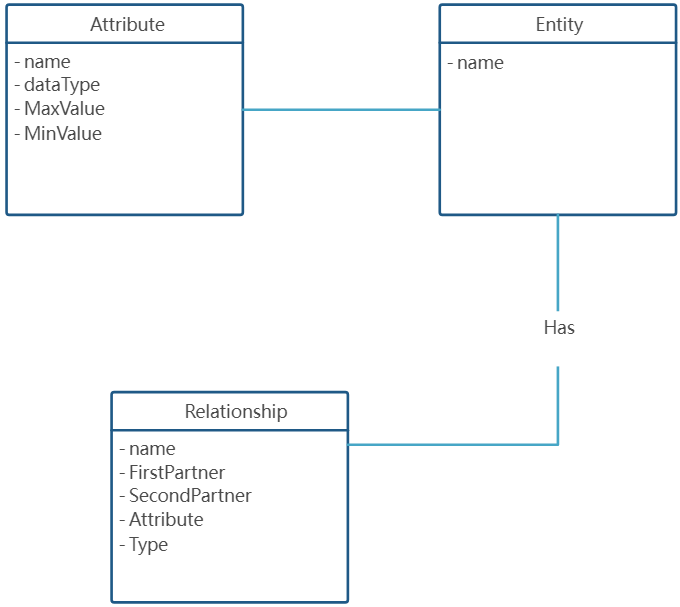 Attribute
- name
- dataType
- MaxValue
- MinValue
Entity
- name
Has
Relationship
- name
- FirstPartner
- SecondPartner
- Attribute
- Type